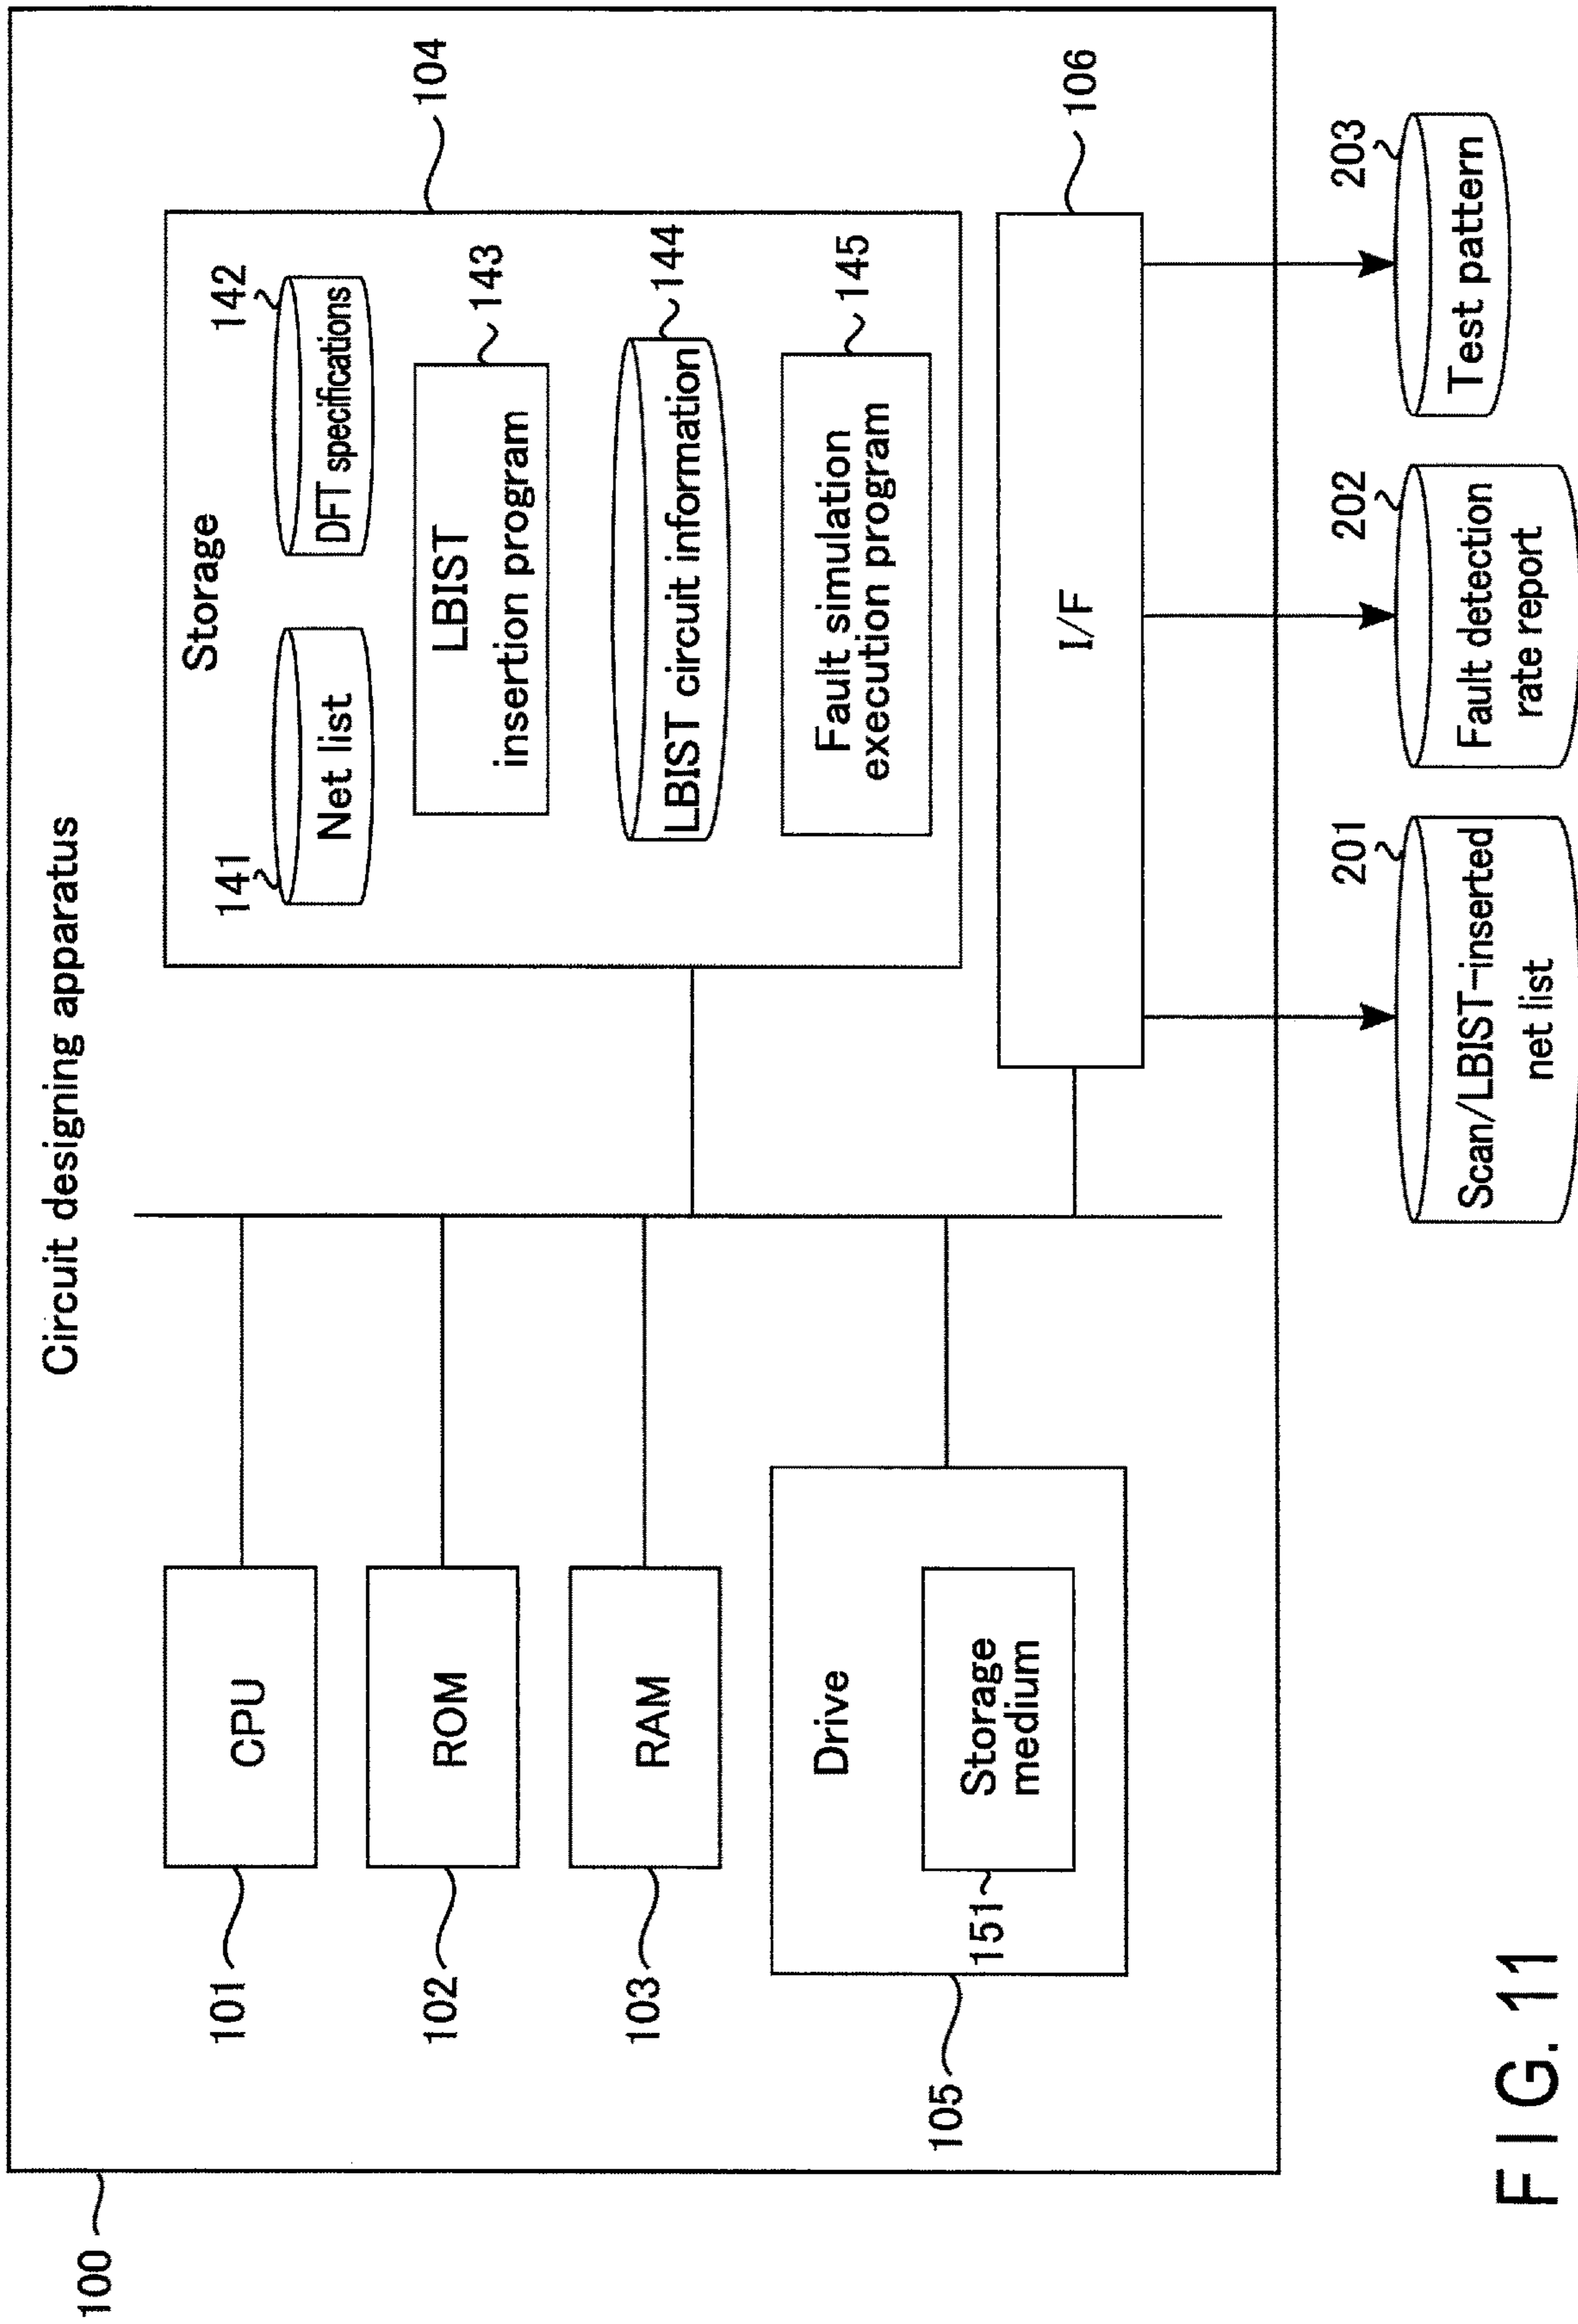 100
Circuit designing apparatus
101
CPU
102
ROM
103
RAM
105
Drive
151
Storage
medium
104
Storage
141
Net list
142
DFT specifications
143
LBIST
insertion program
144
LBIST circuit information
145
Fault simulation
execution program
106
I/F
201
Scan/LBIST-inserted
net list
202
Fault detection
rate report
203
Test pattern
FIG. 11